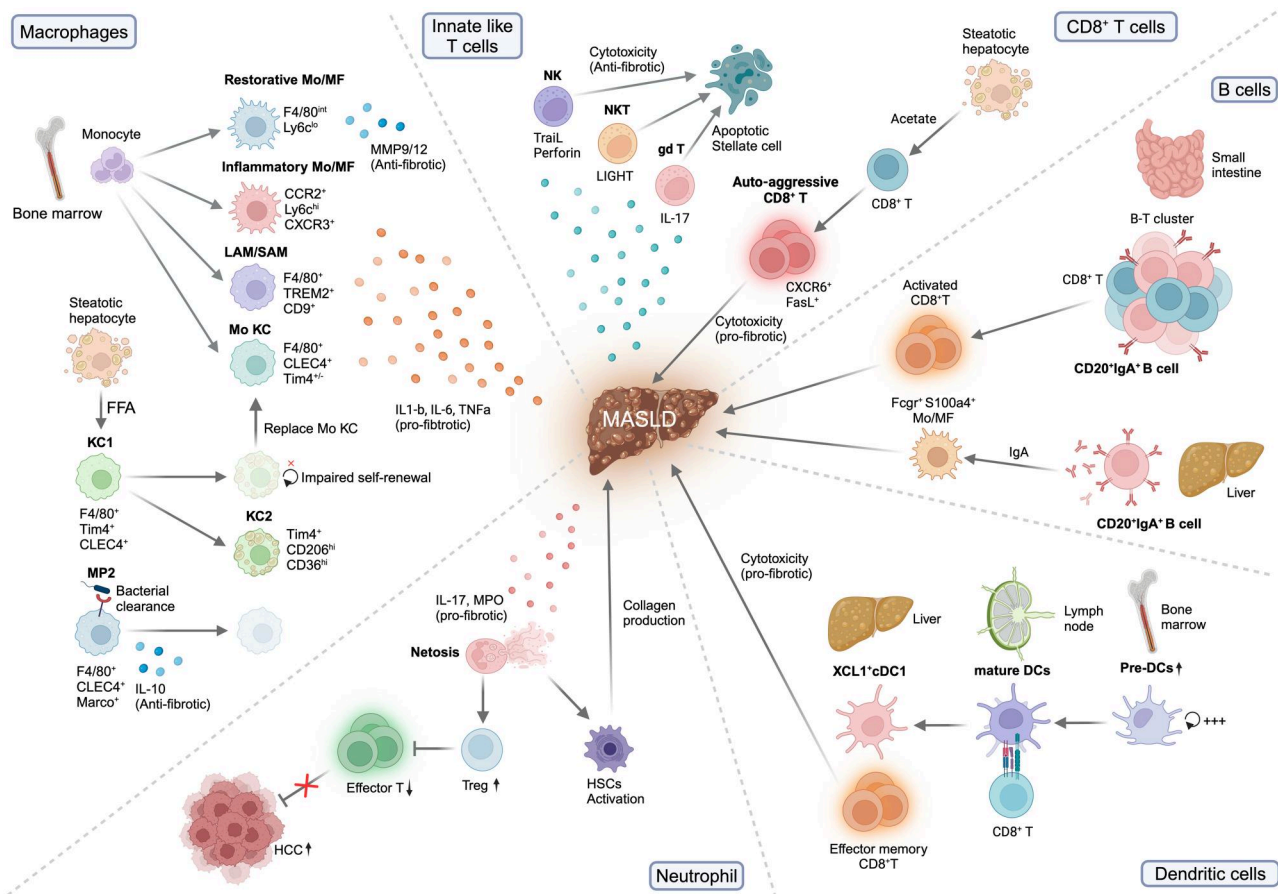 Macrophages
Restorative Mo/MF
F4/80int
Ly6clo
MMP9/12
(Anti-fibrotic)
Monocyte
Bone marrow
Inflammatory Mo/MF
CCR2+
Ly6chi
CXCR3+
LAM/SAM
F4/80+
TREM2+
CD9+
Steatotic
hepatocyte
Mo KC
F4/80+
CLEC4+
Tim4+/-
IL1-b, IL-6, TNFa
(pro-fibtrotic)
FFA
Replace Mo KC
KC1
Impaired self-renewal
F4/80+
Tim4+
CLEC4+
KC2
Tim4+
CD206hi
CD36hi
MP2
Bacterial
clearance
F4/80+
CLEC4+
Marco+
IL-10
(Anti-fibrotic)
Innate like
T cells
NK
TraiL
Perforin
Cytotoxicity
(Anti-fibrotic)
NKT
LIGHT
gd T
IL-17
Apoptotic
Stellate cell
CD8+ T cells
Steatotic
hepatocyte
Acetate
CD8+ T
Auto-aggressive
CD8+ T
CXCR6+
FasL+
Cytotoxicity
(pro-fibrotic)
MASLD
B cells
Small
intestine
B-T cluster
CD8+ T
CD20+IgA+ B cell
Activated
CD8+T
Fcgr+ S100a4+
Mo/MF
IgA
CD20+IgA+ B cell
Liver
Cytotoxicity
(pro-fibrotic)
Liver
Lymph
node
Bone
marrow
XCL1+cDC1
mature DCs
Pre-DCs↑
+++
CD8+ T
Effector memory
CD8+T
Dendritic cells
IL-17, MPO
(pro-fibrotic)
Netosis
Collagen
production
Effector T↓
Treg ↑
HSCs
Activation
HCC↑
Neutrophil